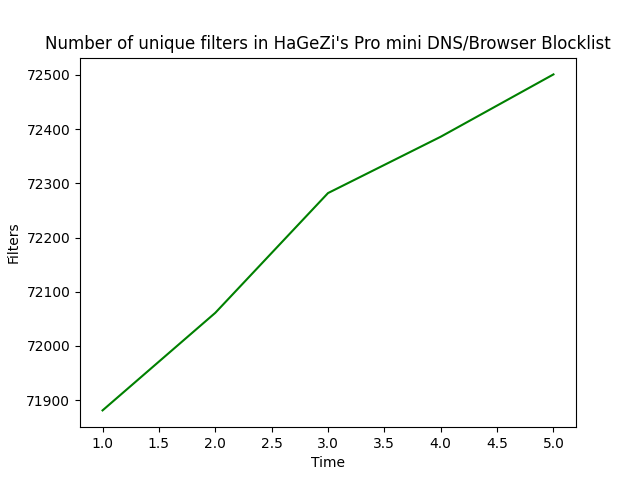 Number of unique filters in HaGeZi's Pro mini DNS/Browser Blocklist
72500
72400
72300
72200
72100
72000
71900
Filters
1.0 1.5 2.0 2.5 3.0 3.5 4.0 4.5 5.0
Time